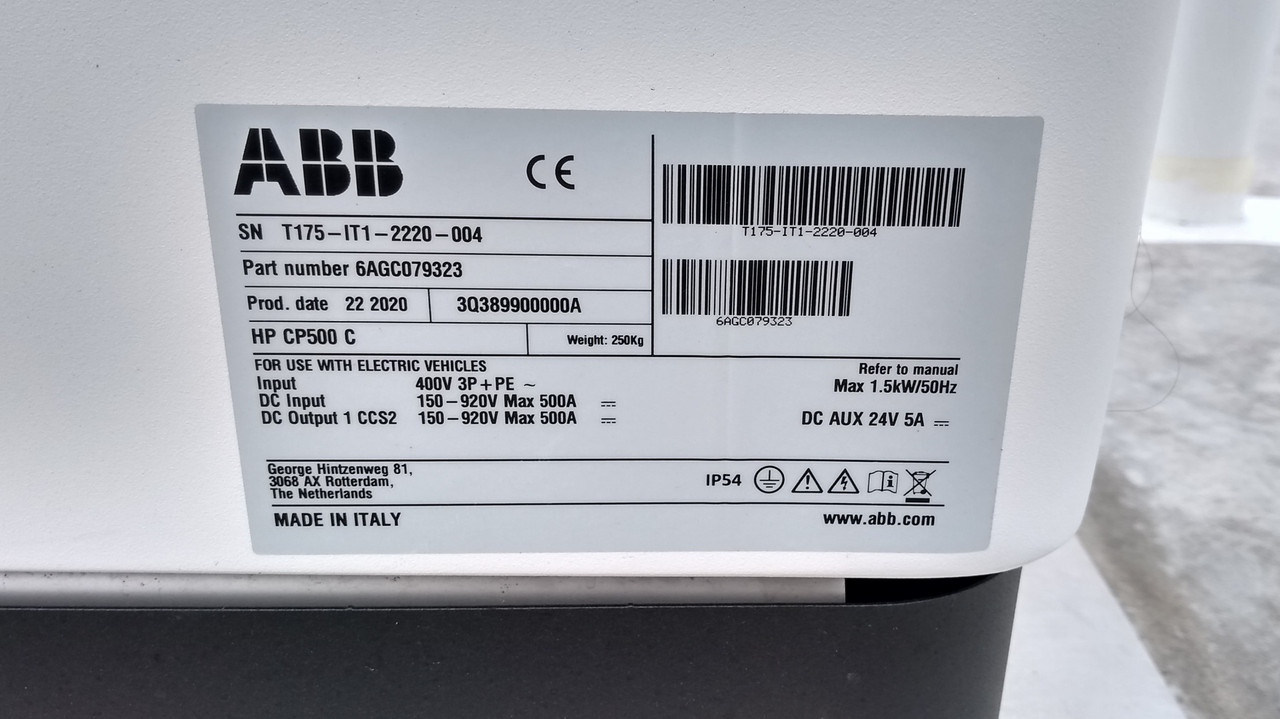 ABB CE
SN T175-IT1-2220-004
Part number 6AGC079323
Prod. date 22 2020 3Q389900000A
HP CP500 C Weight: 250Kg
T175-IT1-2220-004
6AGC079323
FOR USE WITH ELECTRIC VEHICLES Refer to manual
Input 400V 3P+PE ~ Max 1.5kW/50Hz
DC Input 150-920V Max 500A ⎓
DC Output 1 CCS2 150-920V Max 500A ⎓ DC AUX 24V 5A ⎓
George Hintzenweg 81,
3068 AX Rotterdam,
The Netherlands
IP54
MADE IN ITALY www.abb.com